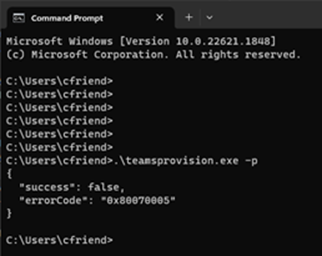 Command Prompt
Microsoft Windows [Version 10.0.22621.1848]
(c) Microsoft Corporation. All rights reserved.
C:\Users\cfriend>
C:\Users\cfriend>
C:\Users\cfriend>
C:\Users\cfriend>
C:\Users\cfriend>
C:\Users\cfriend>
C:\Users\cfriend>.\teamsprovision.exe -p
{
"success": false,
"errorCode": "0x80070005"
}
C:\Users\cfriend>